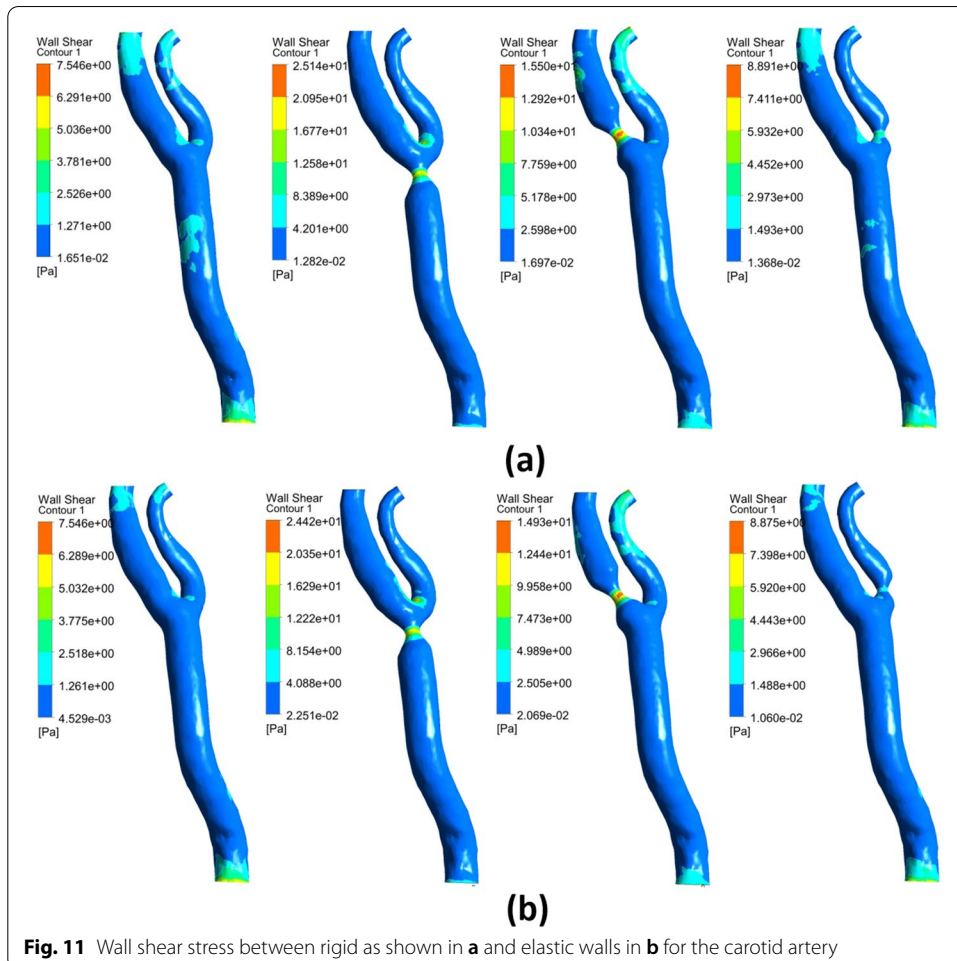 Wall Shear
Contour 1
7.546e+00
6.291e+00
5.036e+00
3.781e+00
2.526e+00
1.271e+00
1.651e-02
[Pa]
Wall Shear
Contour 1
2.514e+01
2.095e+01
1.677e+01
1.258e+01
8.389e+00
4.201e+00
1.282e-02
[Pa]
Wall Shear
Contour 1
1.550e+01
1.292e+01
1.034e+01
7.759e+00
5.178e+00
2.598e+00
1.697e-02
[Pa]
Wall Shear
Contour 1
8.891e+00
7.411e+00
5.932e+00
4.452e+00
2.973e+00
1.493e+00
1.368e-02
[Pa]
(a)
Wall Shear
Contour 1
7.546e+00
6.289e+00
5.032e+00
3.775e+00
2.518e+00
1.261e+00
4.529e-03
[Pa]
Wall Shear
Contour 1
2.442e+01
2.035e+01
1.629e+01
1.222e+01
8.154e+00
4.088e+00
2.251e-02
[Pa]
Wall Shear
Contour 1
1.493e+01
1.244e+01
9.958e+00
7.473e+00
4.989e+00
2.505e+00
2.069e-02
[Pa]
Wall Shear
Contour 1
8.875e+00
7.398e+00
5.920e+00
4.443e+00
2.966e+00
1.488e+00
1.060e-02
[Pa]
(b)
Fig. 11 Wall shear stress between rigid as shown in a and elastic walls in b for the carotid artery